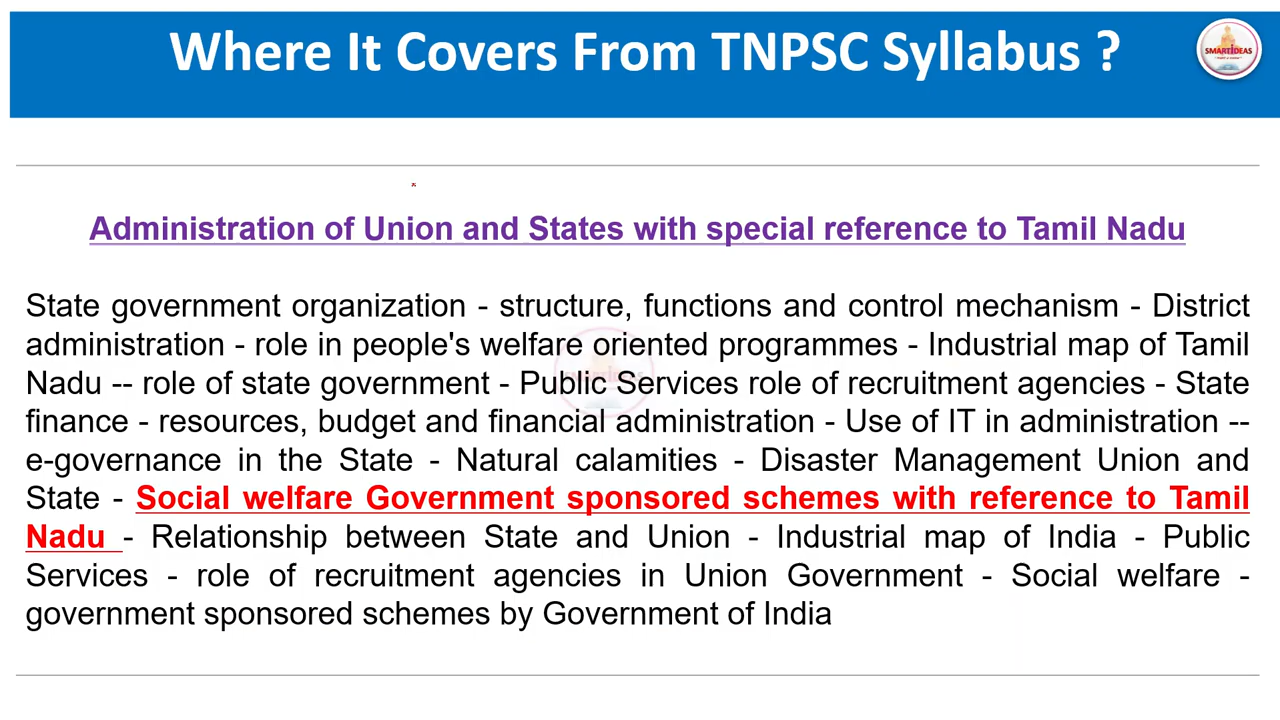 Where It Covers From TNPSC Syllabus ?
SMARTIDEAS
Administration of Union and States with special reference to Tamil Nadu
State government organization - structure, functions and control mechanism - District
administration - role in people's welfare oriented programmes - Industrial map of Tamil
Nadu -- role of state government - Public Services role of recruitment agencies - State
finance - resources, budget and financial administration - Use of IT in administration --
e-governance in the State - Natural calamities - Disaster Management Union and
State - Social welfare Government sponsored schemes with reference to Tamil
Nadu - Relationship between State and Union - Industrial map of India - Public
Services - role of recruitment agencies in Union Government - Social welfare -
government sponsored schemes by Government of India